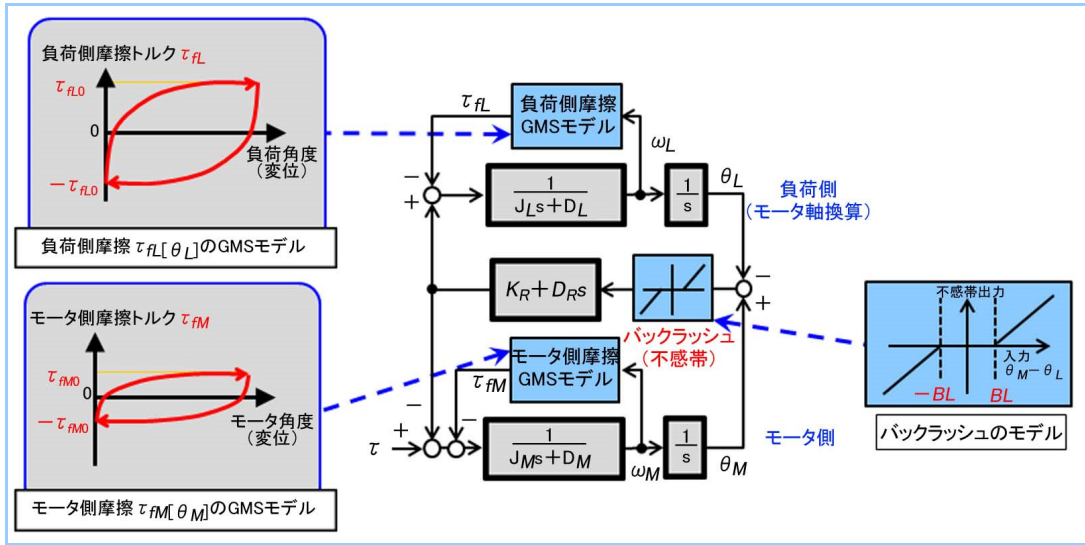 負荷側摩擦トルク τfL
τfL0
0
負荷角度
（変位）
－τfL0
負荷側摩擦 τfL[θL]のGMSモデル
モータ側摩擦トルク τfM
τfM0
0
モータ角度
（変位）
－τfM0
モータ側摩擦 τfM[θM]のGMSモデル
τfL
負荷側摩擦
GMSモデル
ωL
－
＋
1
JLs+DL
1
s
θL
負荷側
（モータ軸換算）
KR+DRs
－
＋
バックラッシュ
（不感帯）
モータ側摩擦
GMSモデル
τfM
－
＋
－
τ
1
JMs+DM
ωM
1
s
θM
モータ側
不感帯出力
入力
θM－θL
－BL
BL
バックラッシュのモデル